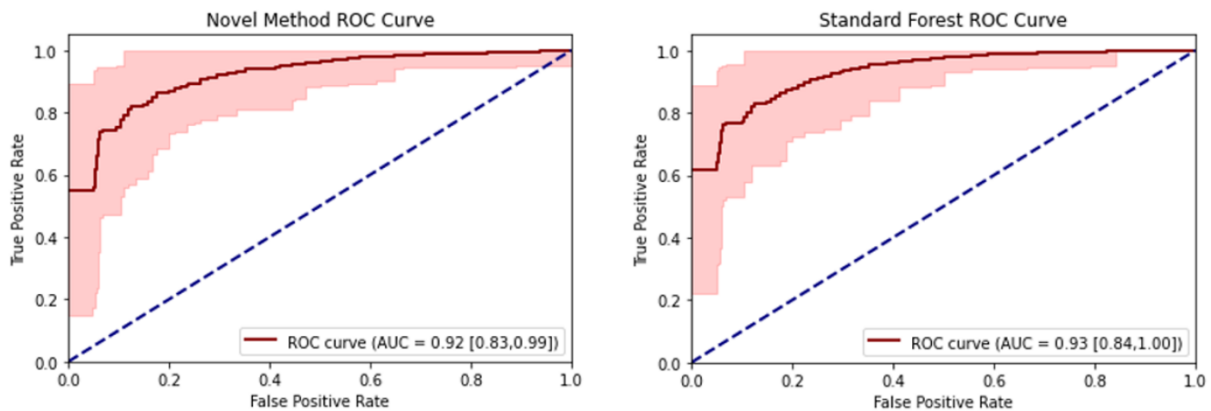 Novel Method ROC Curve
1.0
0.8
0.6
0.4
0.2
0.0
True Positive Rate
0.0 0.2 0.4 0.6 0.8 1.0
False Positive Rate
ROC curve (AUC = 0.92 [0.83,0.99])
Standard Forest ROC Curve
1.0
0.8
0.6
0.4
0.2
0.0
True Positive Rate
0.0 0.2 0.4 0.6 0.8 1.0
False Positive Rate
ROC curve (AUC = 0.93 [0.84,1.00])